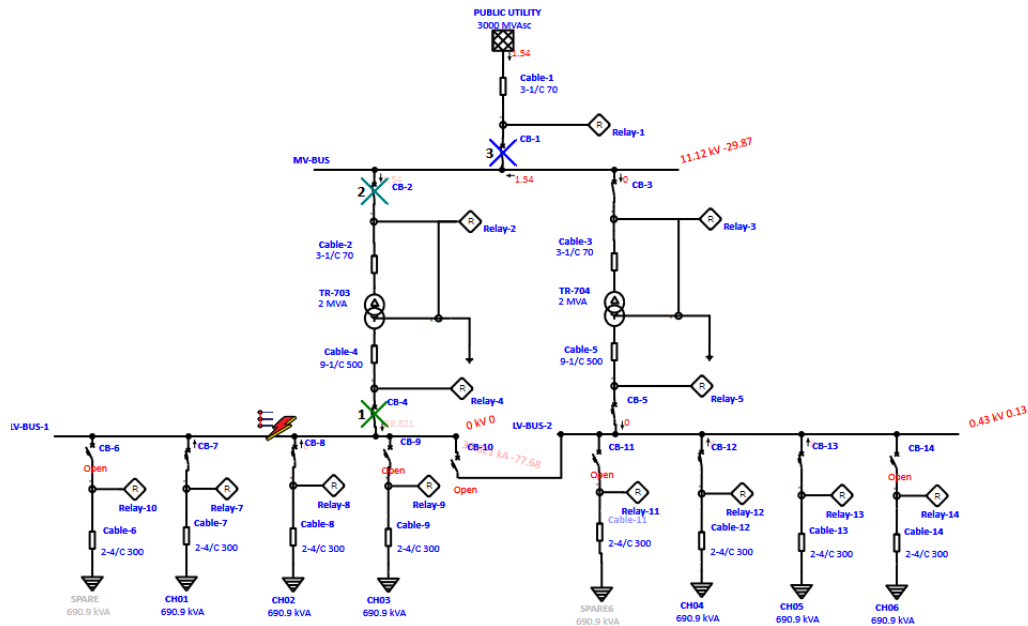 PUBLIC UTILITY
3000 MVAsc
1.54
Cable-1
3-1/C 70
R
Relay-1
CB-1
3
11.12 kV -29.87
MV-BUS
1.54
0
CB-2
CB-3
2
R
Relay-2
R
Relay-3
Cable-2
3-1/C 70
Cable-3
3-1/C 70
TR-703
2 MVA
TR-704
2 MVA
Cable-4
9-1/C 500
Cable-5
9-1/C 500
R
Relay-4
R
Relay-5
CB-4
CB-5
1
0
0 kV 0
0.43 kV 0.13
LV-BUS-1
LV-BUS-2
CB-6
CB-7
CB-8
CB-9
CB-10
CB-11
CB-12
CB-13
CB-14
kA -77.68
Open
Open
Open
Open
Open
R
Relay-10
R
Relay-7
R
Relay-8
R
Relay-9
R
Relay-11
R
Relay-12
R
Relay-13
R
Relay-14
Cable-6
2-4/C 300
Cable-7
2-4/C 300
Cable-8
2-4/C 300
Cable-9
2-4/C 300
Cable-11
2-4/C 300
Cable-12
2-4/C 300
Cable-13
2-4/C 300
Cable-14
2-4/C 300
SPARE
690.9 kVA
CH01
690.9 kVA
CH02
690.9 kVA
CH03
690.9 kVA
SPARE6
690.9 kVA
CH04
690.9 kVA
CH05
690.9 kVA
CH06
690.9 kVA